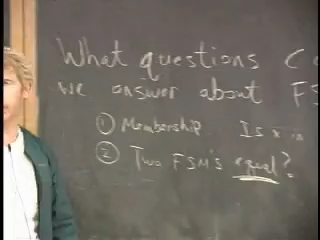 What questions C
we answer about FS
① Membership Is x in
② Two FSM's equal?